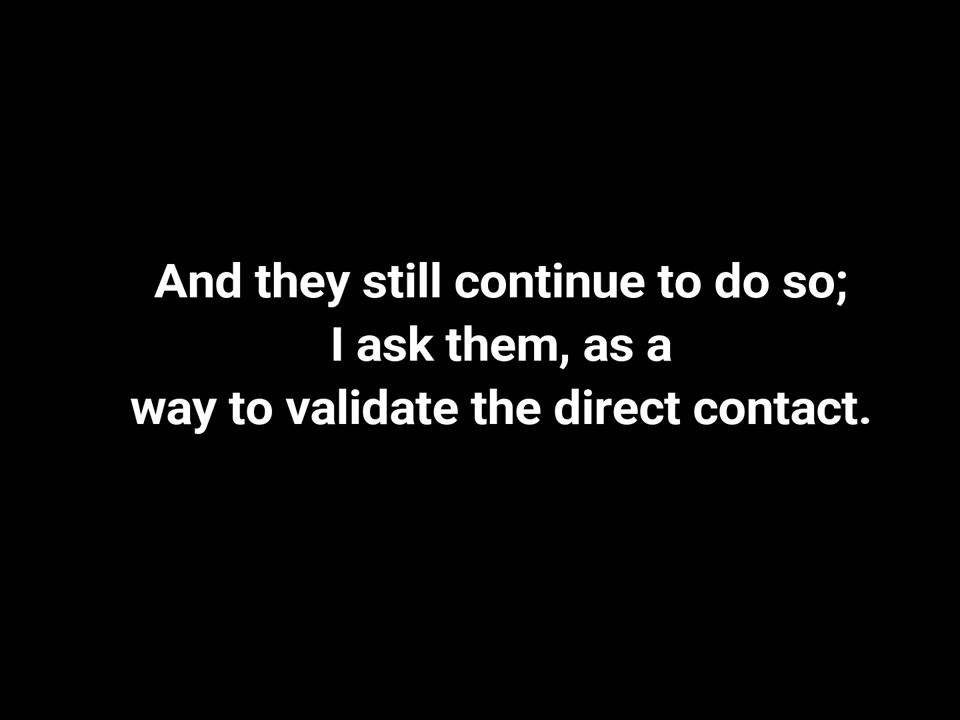 And they still continue to do so;
I ask them, as a
way to validate the direct contact.